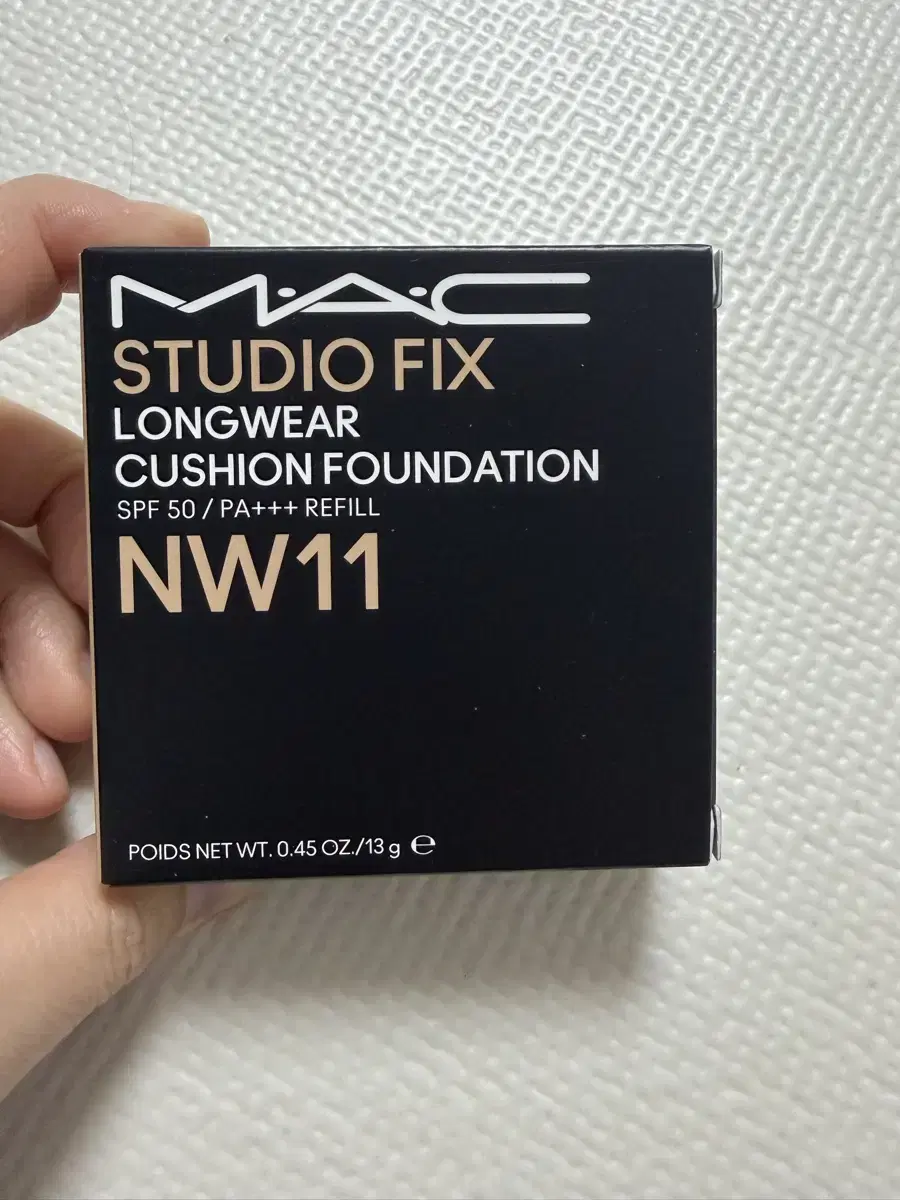 M·A·C
STUDIO FIX
LONGWEAR
CUSHION FOUNDATION
SPF 50 / PA+++ REFILL
NW11
POIDS NET WT. 0.45 OZ./13 g ℮